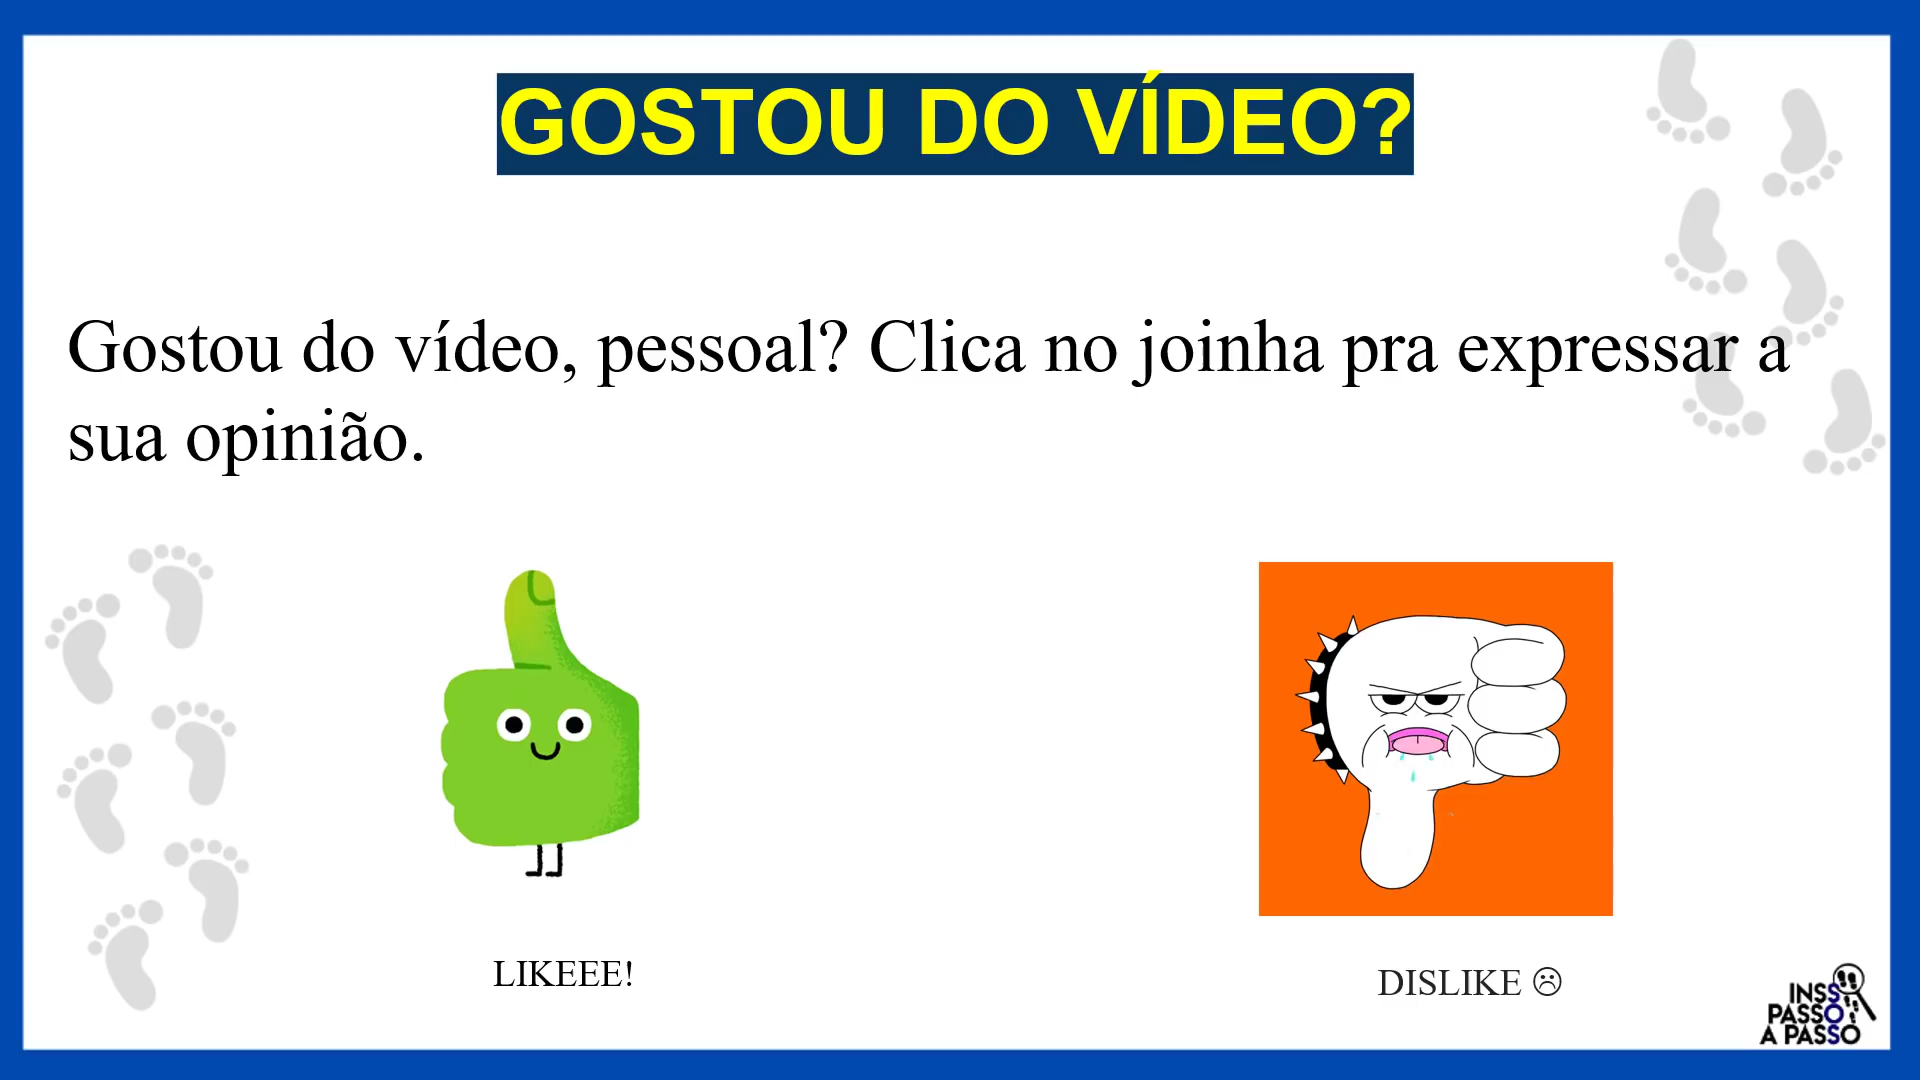 GOSTOU DO VÍDEO?
Gostou do vídeo, pessoal? Clica no joinha pra expressar a
sua opinião.
LIKEEE!
DISLIKE ☹
INSS
PASSO
A PASSO